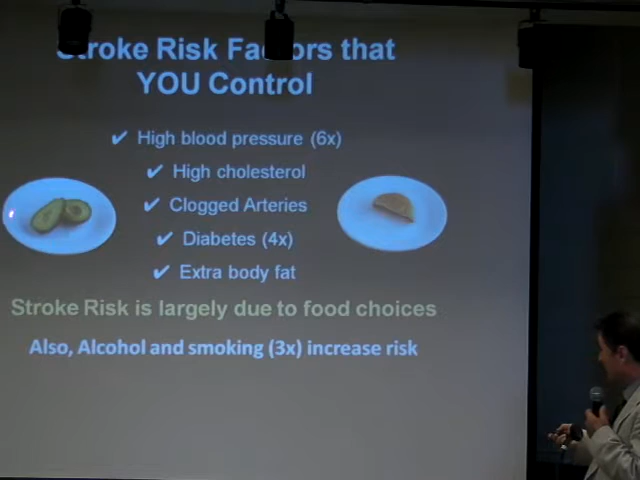 Stroke Risk Factors that
YOU Control
✔ High blood pressure (6x)
✔ High cholesterol
✔ Clogged Arteries
✔ Diabetes (4x)
✔ Extra body fat
Stroke Risk is largely due to food choices
Also, Alcohol and smoking (3x) increase risk